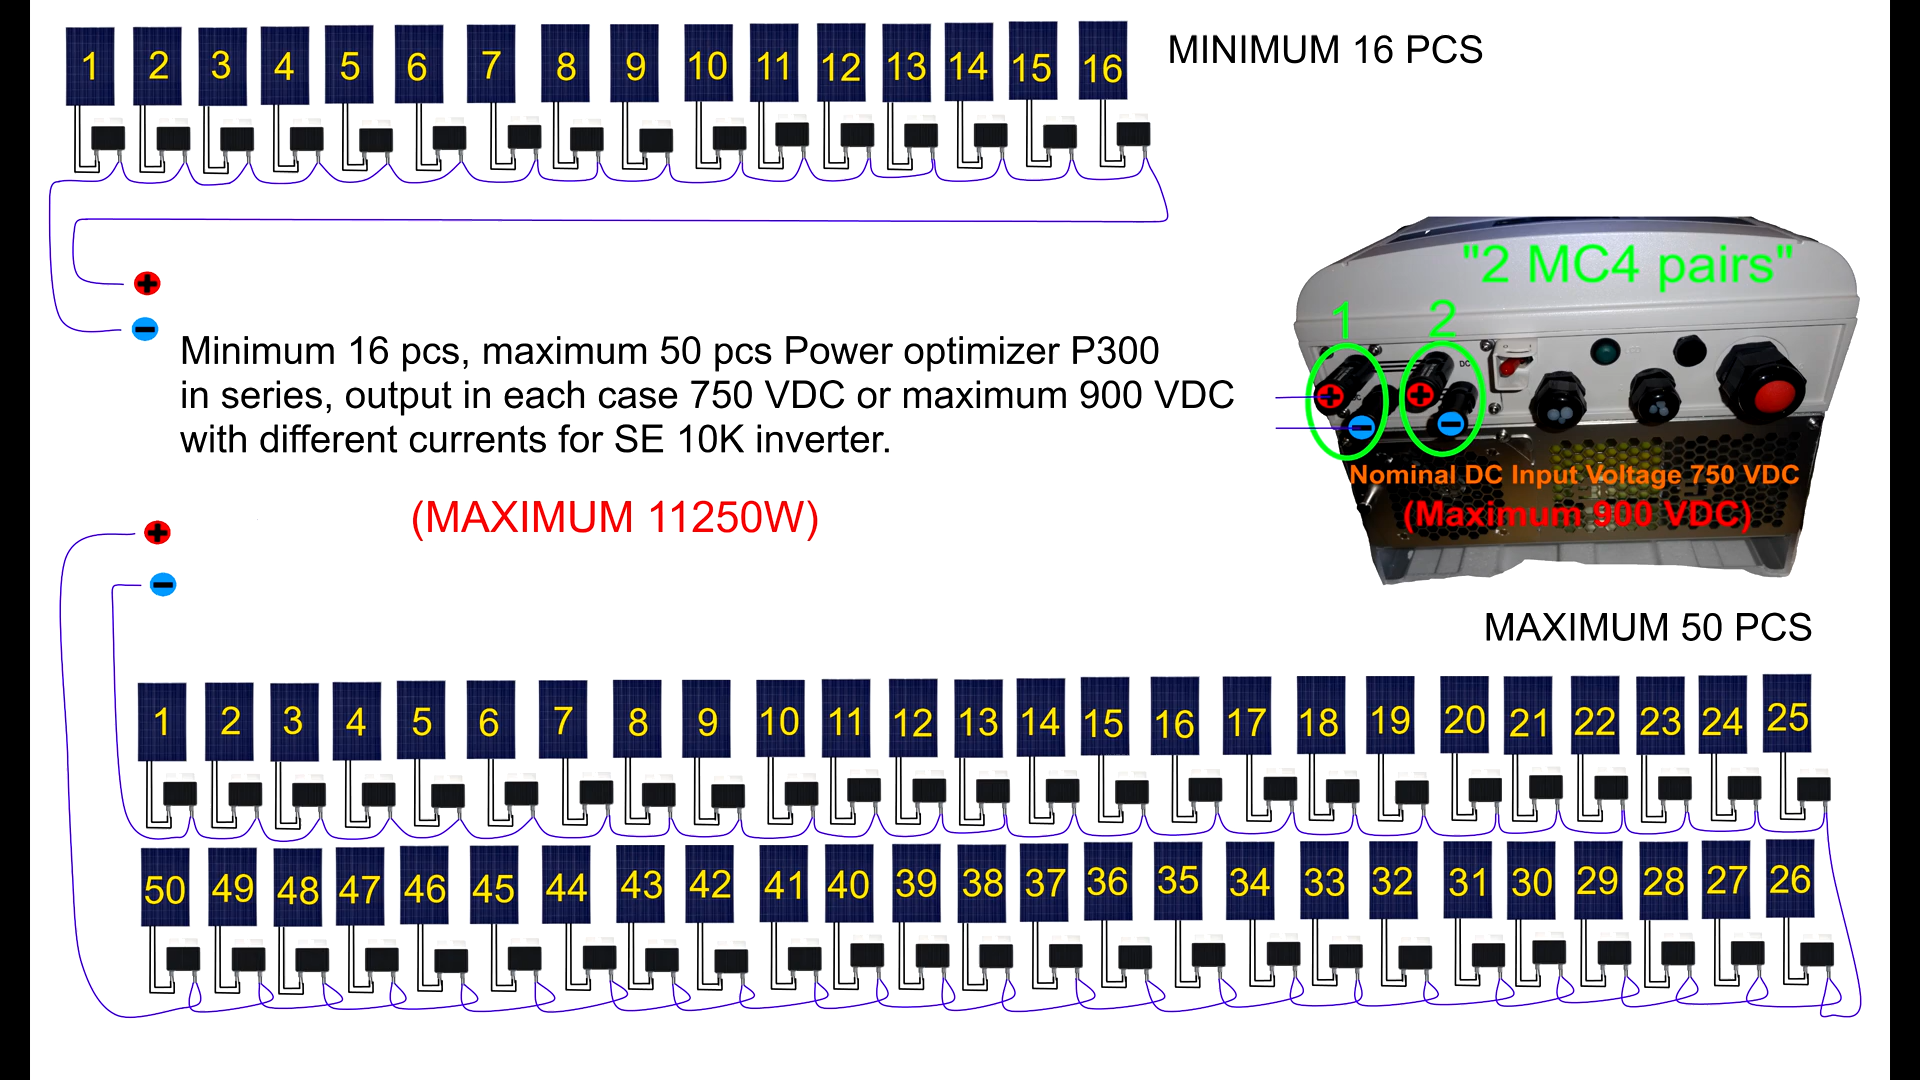 1 2 3 4 5 6 7 8 9 10 11 12 13 14 15 16
MINIMUM 16 PCS
"2 MC4 pairs"
1 2
DC
Minimum 16 pcs, maximum 50 pcs Power optimizer P300
in series, output in each case 750 VDC or maximum 900 VDC
with different currents for SE 10K inverter.
Nominal DC Input Voltage 750 VDC
(Maximum 900 VDC)
(MAXIMUM 11250W)
MAXIMUM 50 PCS
1 2 3 4 5 6 7 8 9 10 11 12 13 14 15 16 17 18 19 20 21 22 23 24 25
50 49 48 47 46 45 44 43 42 41 40 39 38 37 36 35 34 33 32 31 30 29 28 27 26